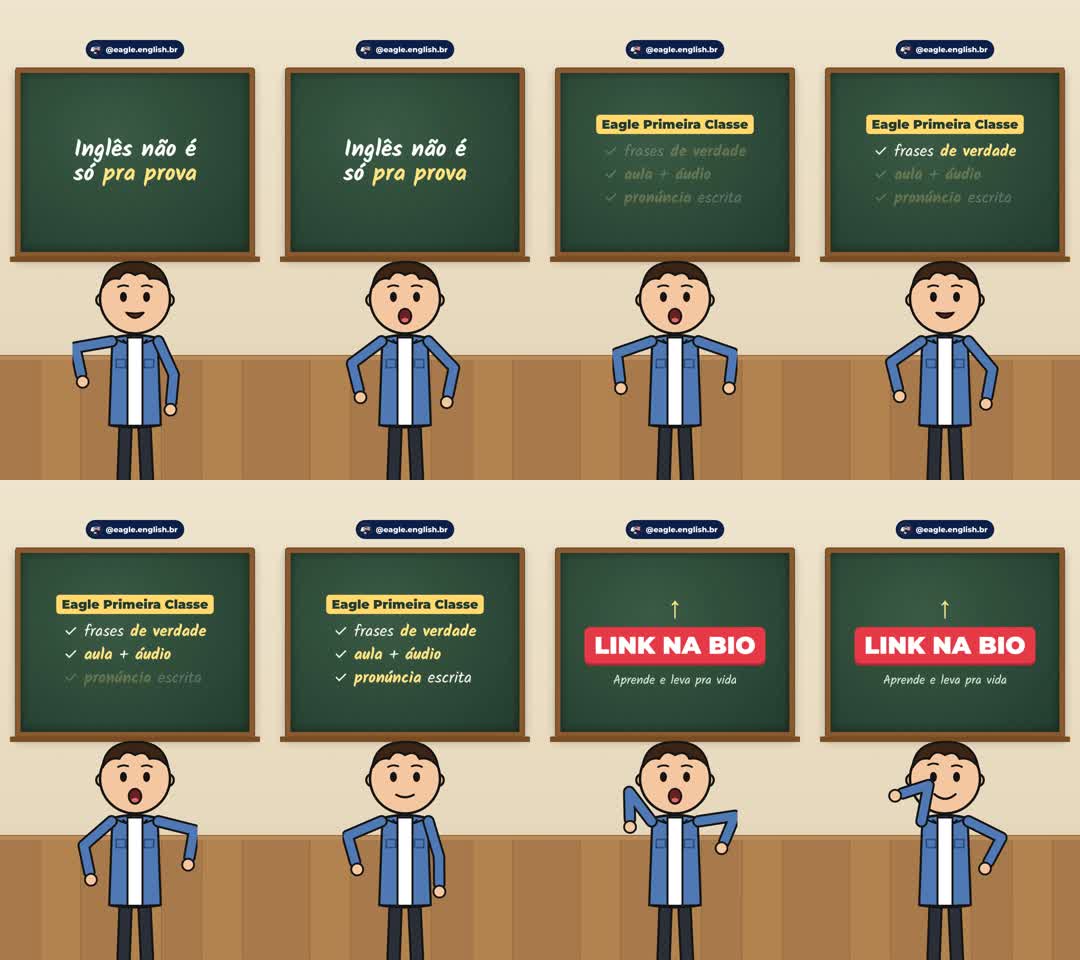 @eagle.english.br
@eagle.english.br
@eagle.english.br
@eagle.english.br
Inglês não é
só pra prova
Inglês não é
só pra prova
Eagle Primeira Classe
✓ frases de verdade
✓ aula + áudio
✓ pronúncia escrita
Eagle Primeira Classe
✓ frases de verdade
✓ aula + áudio
✓ pronúncia escrita
@eagle.english.br
@eagle.english.br
@eagle.english.br
@eagle.english.br
Eagle Primeira Classe
✓ frases de verdade
✓ aula + áudio
✓ pronúncia escrita
Eagle Primeira Classe
✓ frases de verdade
✓ aula + áudio
✓ pronúncia escrita
↑
LINK NA BIO
Aprende e leva pra vida
↑
LINK NA BIO
Aprende e leva pra vida